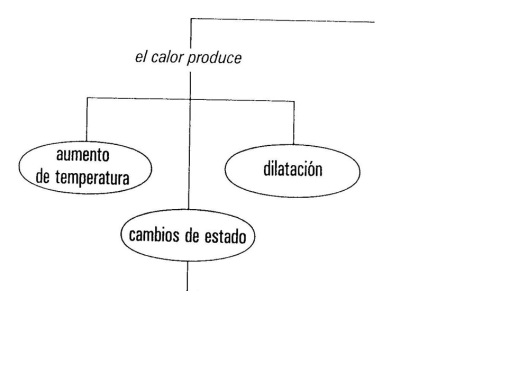 el calor produce
aumento
de temperatura
dilatación
cambios de estado